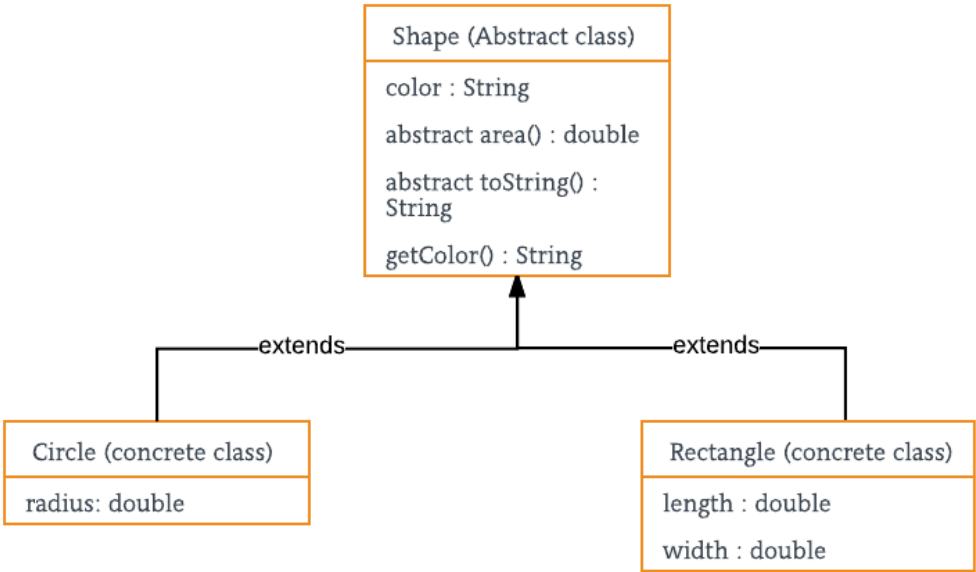 Shape (Abstract class)
color : String
abstract area() : double
abstract toString() :
String
getColor() : String
extends
extends
Circle (concrete class)
radius: double
Rectangle (concrete class)
length : double
width : double